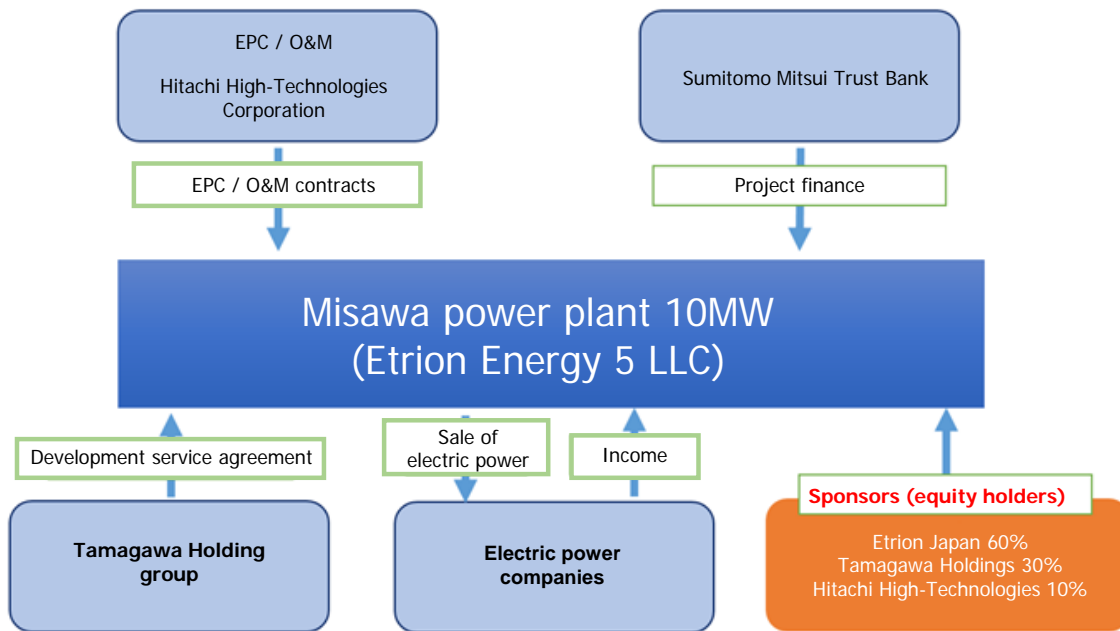 EPC / O&M
Hitachi High-Technologies
Corporation
Sumitomo Mitsui Trust Bank
EPC / O&M contracts
Project finance
Misawa power plant 10MW
(Etrion Energy 5 LLC)
Development service agreement
Sale of
electric power
Income
Sponsors (equity holders)
Tamagawa Holding
group
Electric power
companies
Etrion Japan 60%
Tamagawa Holdings 30%
Hitachi High-Technologies 10%